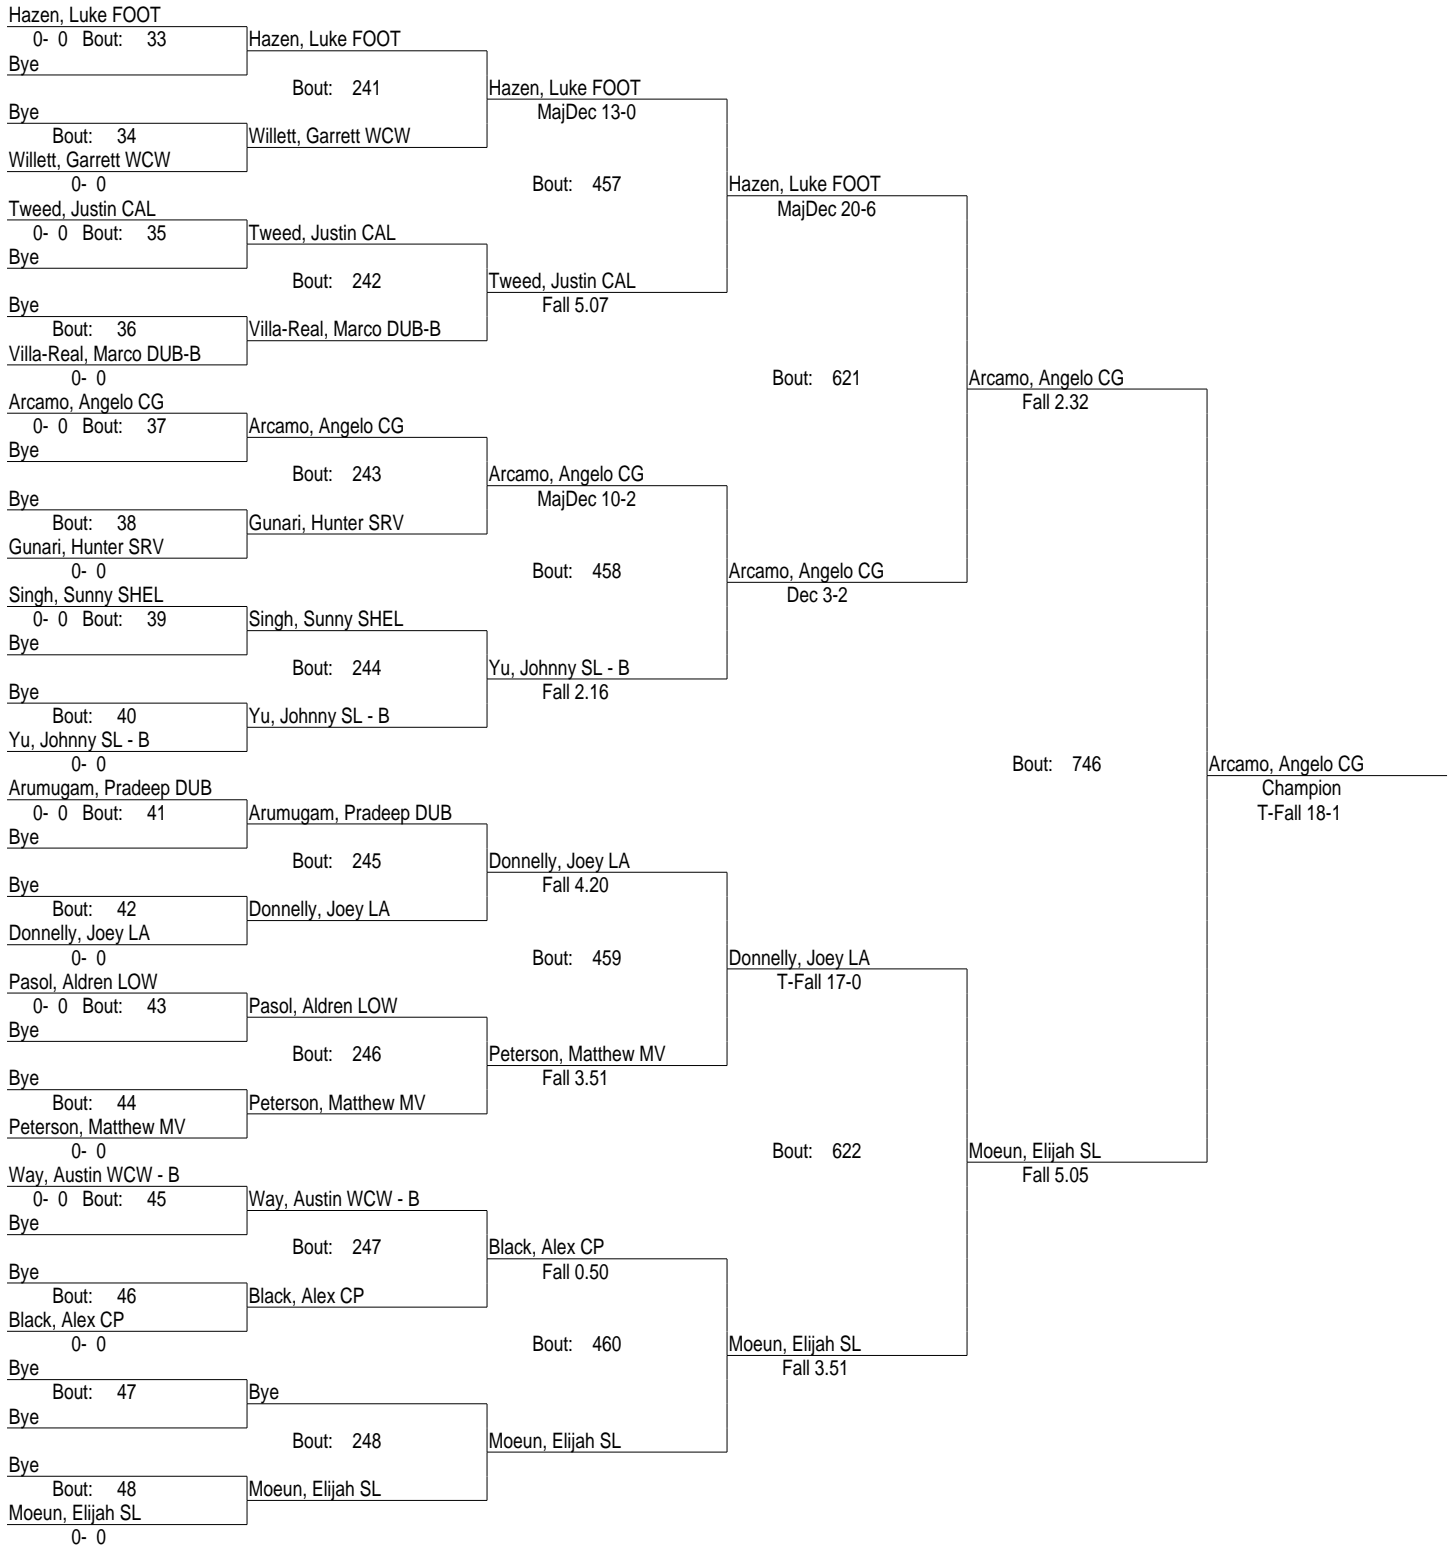 Hazen, Luke FOOT
0- 0 Bout: 33 Hazen, Luke FOOT
Bye
Bout: 241 Hazen, Luke FOOT
Bye MajDec 13-0
Bout: 34 Willett, Garrett WCW
Willett, Garrett WCW
0- 0 Bout: 457 Hazen, Luke FOOT
Tweed, Justin CAL MajDec 20-6
0- 0 Bout: 35 Tweed, Justin CAL
Bye
Bout: 242 Tweed, Justin CAL
Bye Fall 5.07
Bout: 36 Villa-Real, Marco DUB-B
Villa-Real, Marco DUB-B
0- 0 Bout: 621 Arcamo, Angelo CG
Arcamo, Angelo CG Fall 2.32
0- 0 Bout: 37 Arcamo, Angelo CG
Bye
Bout: 243 Arcamo, Angelo CG
Bye MajDec 10-2
Bout: 38 Gunari, Hunter SRV
Gunari, Hunter SRV
0- 0 Bout: 458 Arcamo, Angelo CG
Singh, Sunny SHEL Dec 3-2
0- 0 Bout: 39 Singh, Sunny SHEL
Bye
Bout: 244 Yu, Johnny SL - B
Bye Fall 2.16
Bout: 40 Yu, Johnny SL - B
Yu, Johnny SL - B
0- 0 Bout: 746 Arcamo, Angelo CG
Arumugam, Pradeep DUB Champion
0- 0 Bout: 41 Arumugam, Pradeep DUB T-Fall 18-1
Bye
Bout: 245 Donnelly, Joey LA
Bye Fall 4.20
Bout: 42 Donnelly, Joey LA
Donnelly, Joey LA
0- 0 Bout: 459 Donnelly, Joey LA
Pasol, Aldren LOW T-Fall 17-0
0- 0 Bout: 43 Pasol, Aldren LOW
Bye
Bout: 246 Peterson, Matthew MV
Bye Fall 3.51
Bout: 44 Peterson, Matthew MV
Peterson, Matthew MV
0- 0 Bout: 622 Moeun, Elijah SL
Way, Austin WCW - B Fall 5.05
0- 0 Bout: 45 Way, Austin WCW - B
Bye
Bout: 247 Black, Alex CP
Bye Fall 0.50
Bout: 46 Black, Alex CP
Black, Alex CP
0- 0 Bout: 460 Moeun, Elijah SL
Bye Fall 3.51
Bout: 47 Bye
Bye
Bout: 248 Moeun, Elijah SL
Bye
Bout: 48 Moeun, Elijah SL
Moeun, Elijah SL
0- 0